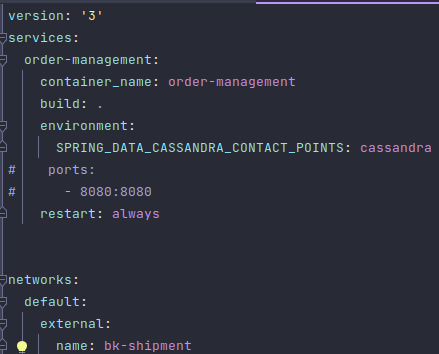 version: '3'
services:
  order-management:
    container_name: order-management
    build: .
    environment:
      SPRING_DATA_CASSANDRA_CONTACT_POINTS: cassandra
#    ports:
#      - 8080:8080
    restart: always
networks:
  default:
    external:
      name: bk-shipment